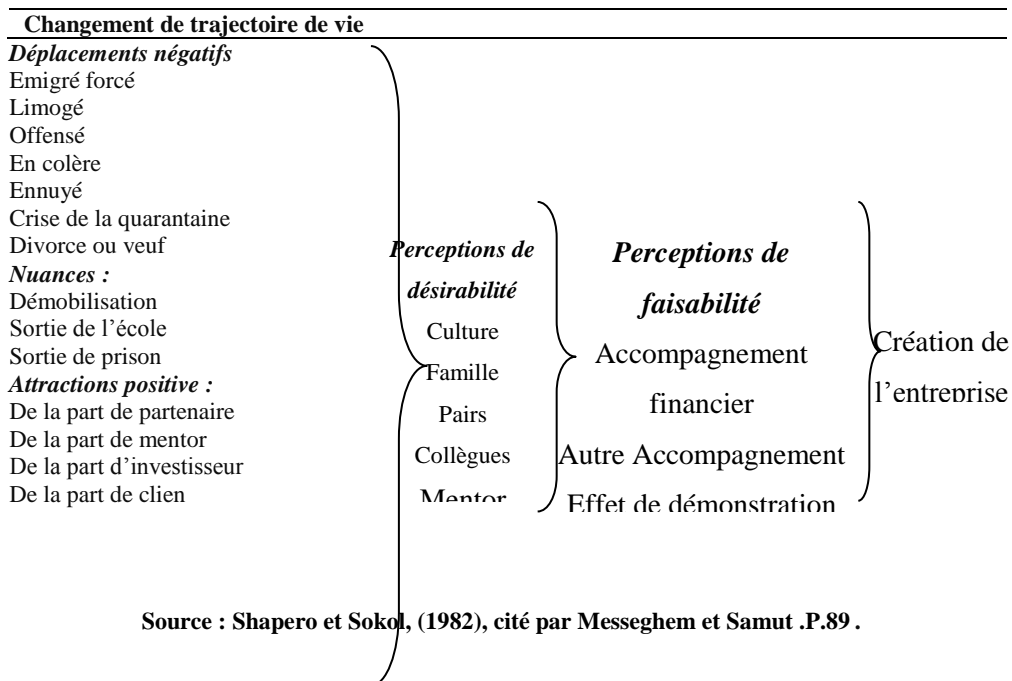 Changement de trajectoire de vie
Déplacements négatifs
Emigré forcé
Limogé
Offensé
En colère
Ennuyé
Crise de la quarantaine
Divorce ou veuf
Nuances :
Démobilisation
Sortie de l’école
Sortie de prison
Attractions positive :
De la part de partenaire
De la part de mentor
De la part d’investisseur
De la part de clien
Perceptions de
désirabilité
Culture
Famille
Pairs
Collègues
Mentor
Perceptions de
faisabilité
Accompagnement
financier
Autre Accompagnement
Effet de démonstration
Création de
l’entreprise
Source : Shapero et Sokol, (1982), cité par Messeghem et Samut .P.89 .